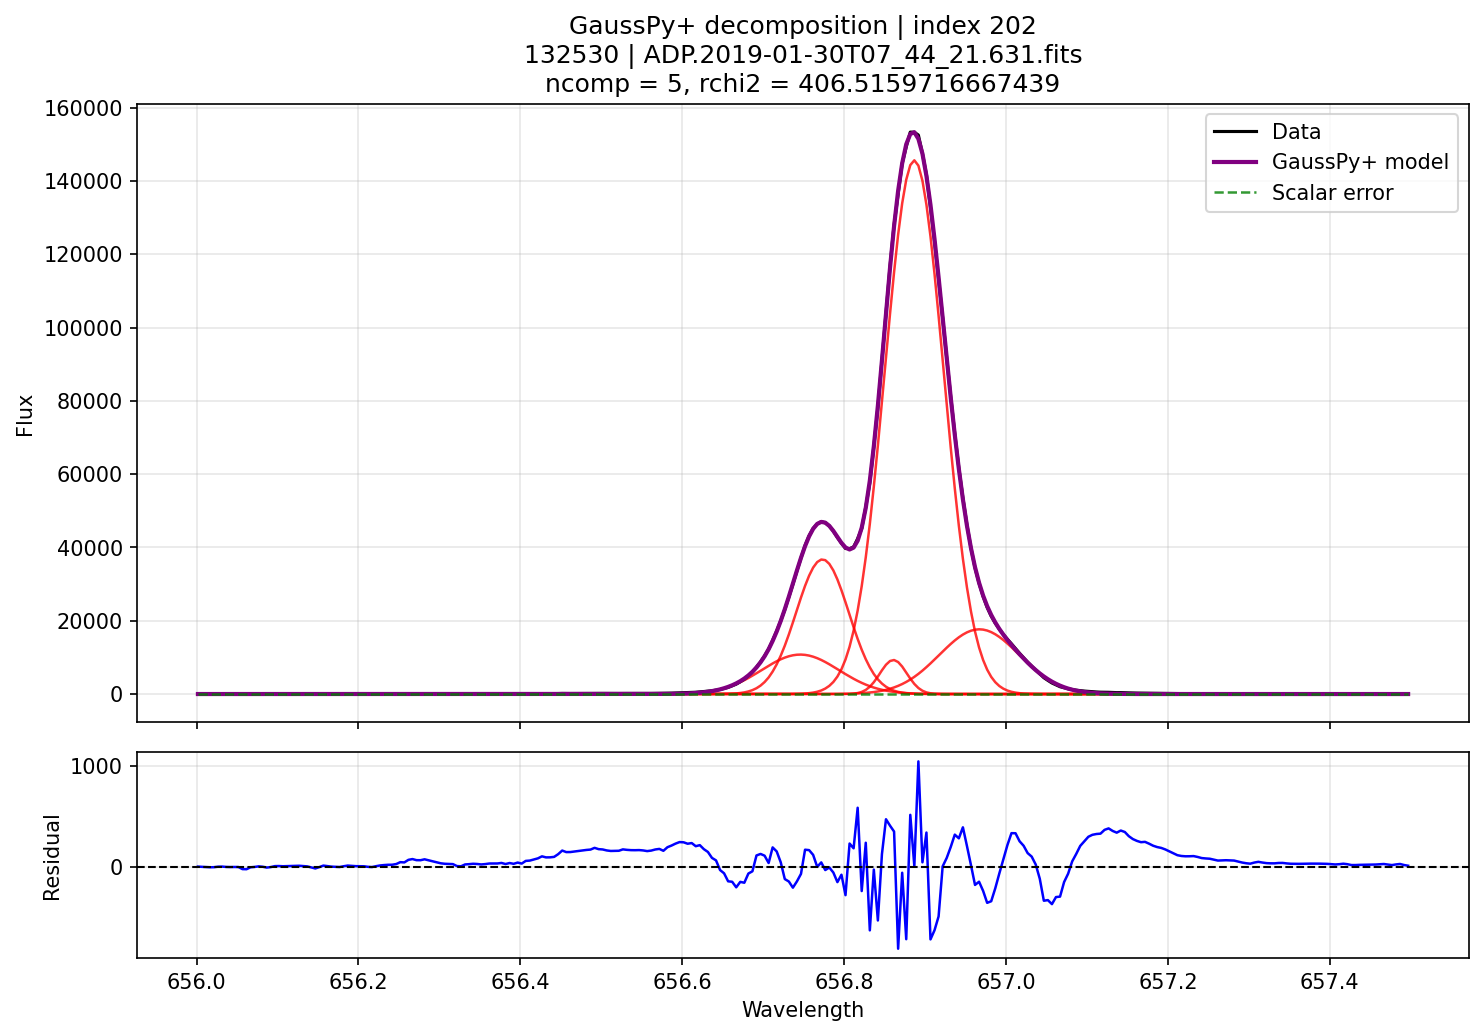 GaussPy+ decomposition | index 202
132530 | ADP.2019-01-30T07_44_21.631.fits
ncomp = 5, rchi2 = 406.5159716667439
160000
140000
120000
100000
80000
60000
40000
20000
0
Flux
Data
GaussPy+ model
Scalar error
1000
0
Residual
656.0 656.2 656.4 656.6 656.8 657.0 657.2 657.4
Wavelength